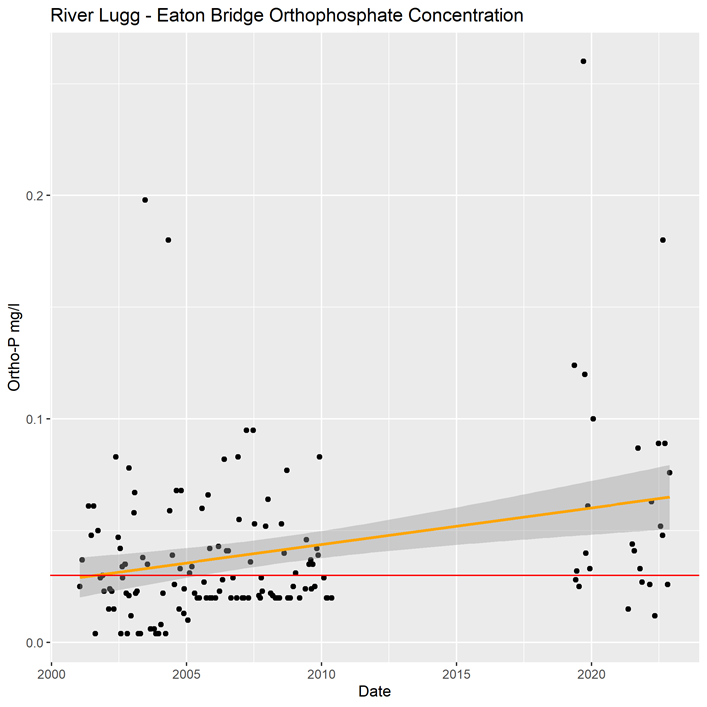 River Lugg - Eaton Bridge Orthophosphate Concentration
Ortho-P mg/l
0.2
0.1
0.0
2000 2005 2010 2015 2020
Date